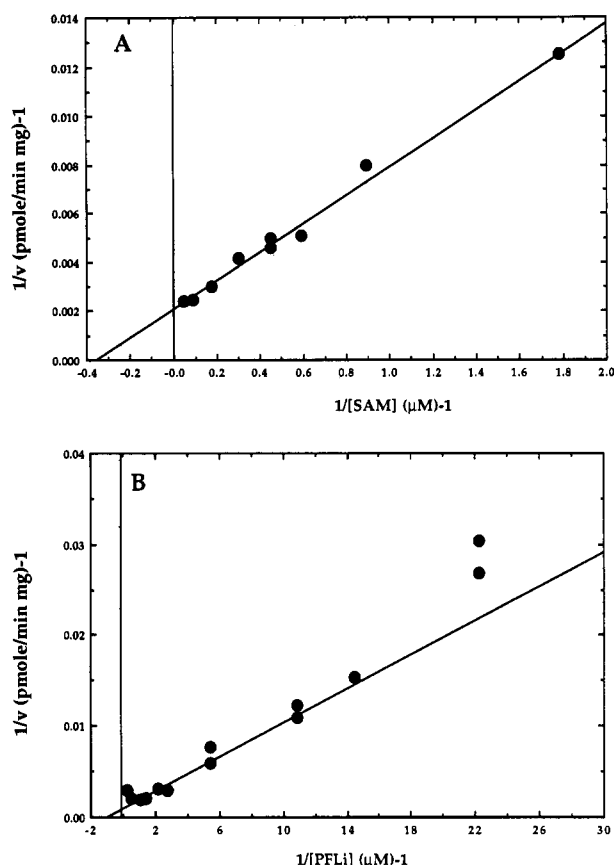 A
0.014
0.012
0.010
0.008
0.006
0.004
0.002
0.000
1/v (pmole/min mg)-1
-0.4 -0.2 -0.0 0.2 0.4 0.6 0.8 1.0 1.2 1.4 1.6 1.8 2.0
1/[SAM] (µM)-1
B
0.04
0.03
0.02
0.01
0.00
1/v (pmole/min mg)-1
-2 2 6 10 14 18 22 26 30
1/[PFLi] (µM)-1